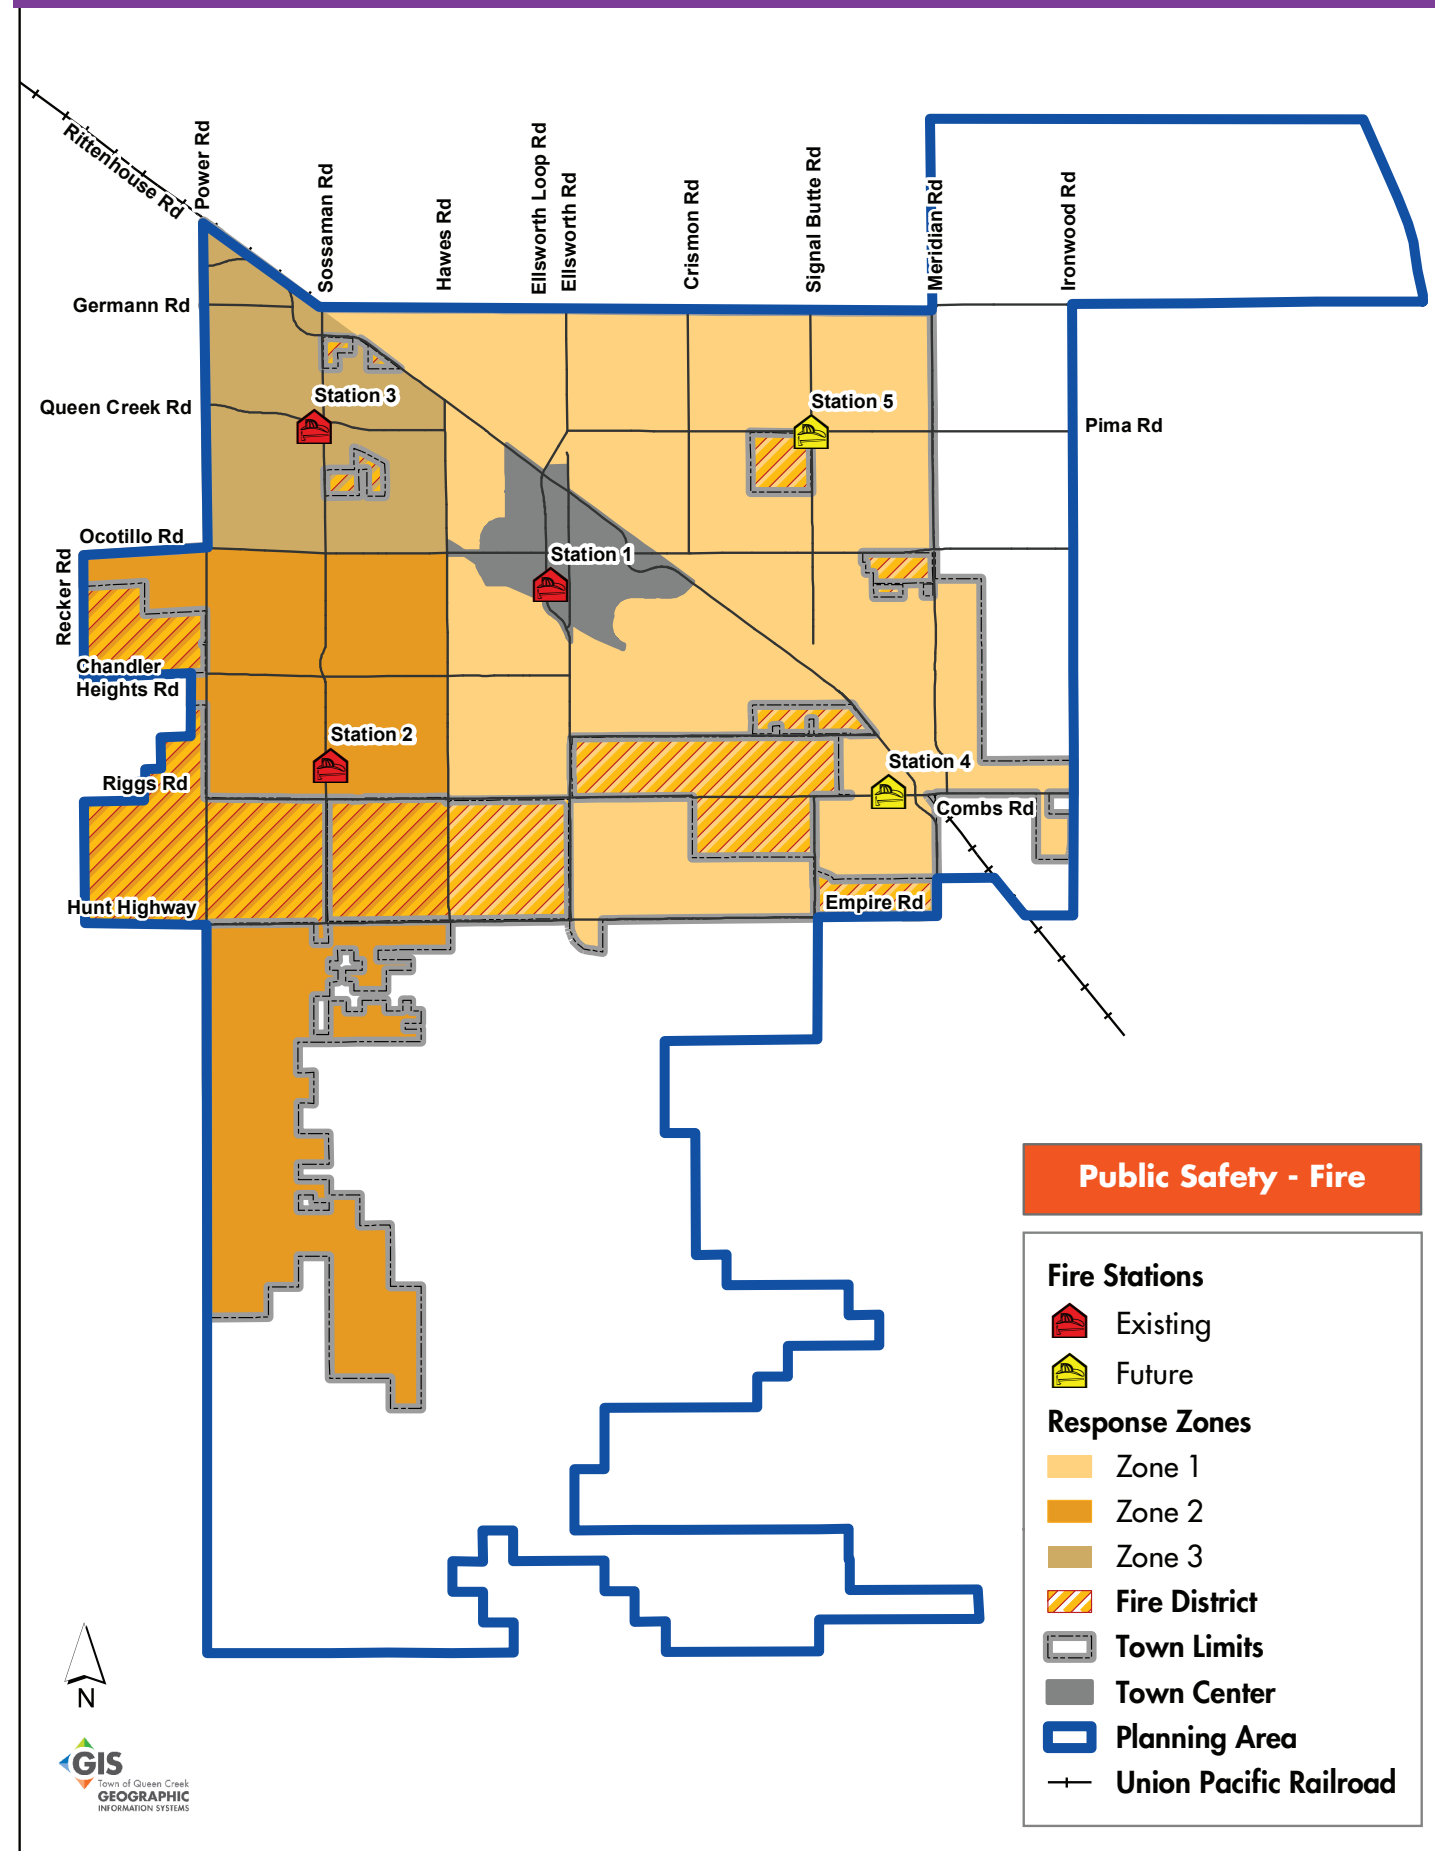 Rittenhouse Rd
Power Rd
Sossaman Rd
Hawes Rd
Ellsworth Loop Rd
Ellsworth Rd
Crismon Rd
Signal Butte Rd
Meridian Rd
Ironwood Rd
Germann Rd
Station 3
Queen Creek Rd
Station 5
Pima Rd
Ocotillo Rd
Station 1
Recker Rd
Chandler
Heights Rd
Station 2
Station 4
Riggs Rd
Combs Rd
Hunt Highway
Empire Rd
Public Safety - Fire
Fire Stations
Existing
Future
Response Zones
Zone 1
Zone 2
Zone 3
Fire District
Town Limits
Town Center
Planning Area
Union Pacific Railroad
N
GIS
Town of Queen Creek
GEOGRAPHIC
INFORMATION SYSTEMS